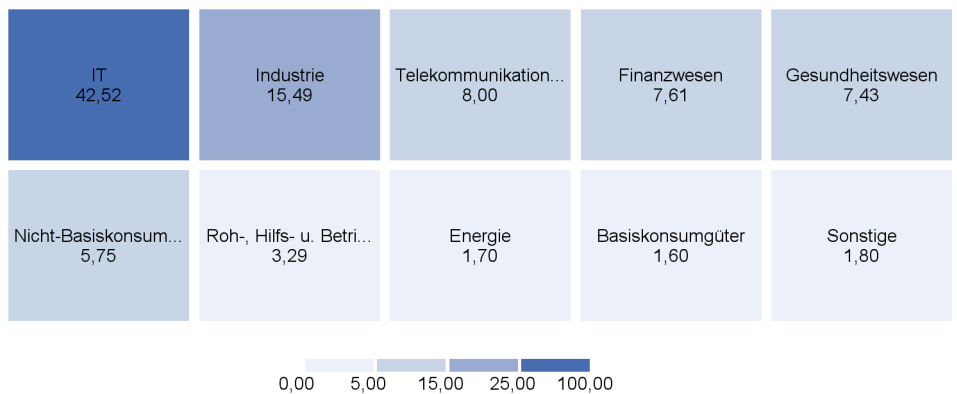 IT
42,52
Industrie
15,49
Telekommunikation...
8,00
Finanzwesen
7,61
Gesundheitswesen
7,43
Nicht-Basiskonsum...
5,75
Roh-, Hilfs- u. Betri...
3,29
Energie
1,70
Basiskonsumgüter
1,60
Sonstige
1,80
0,00 5,00 15,00 25,00 100,00